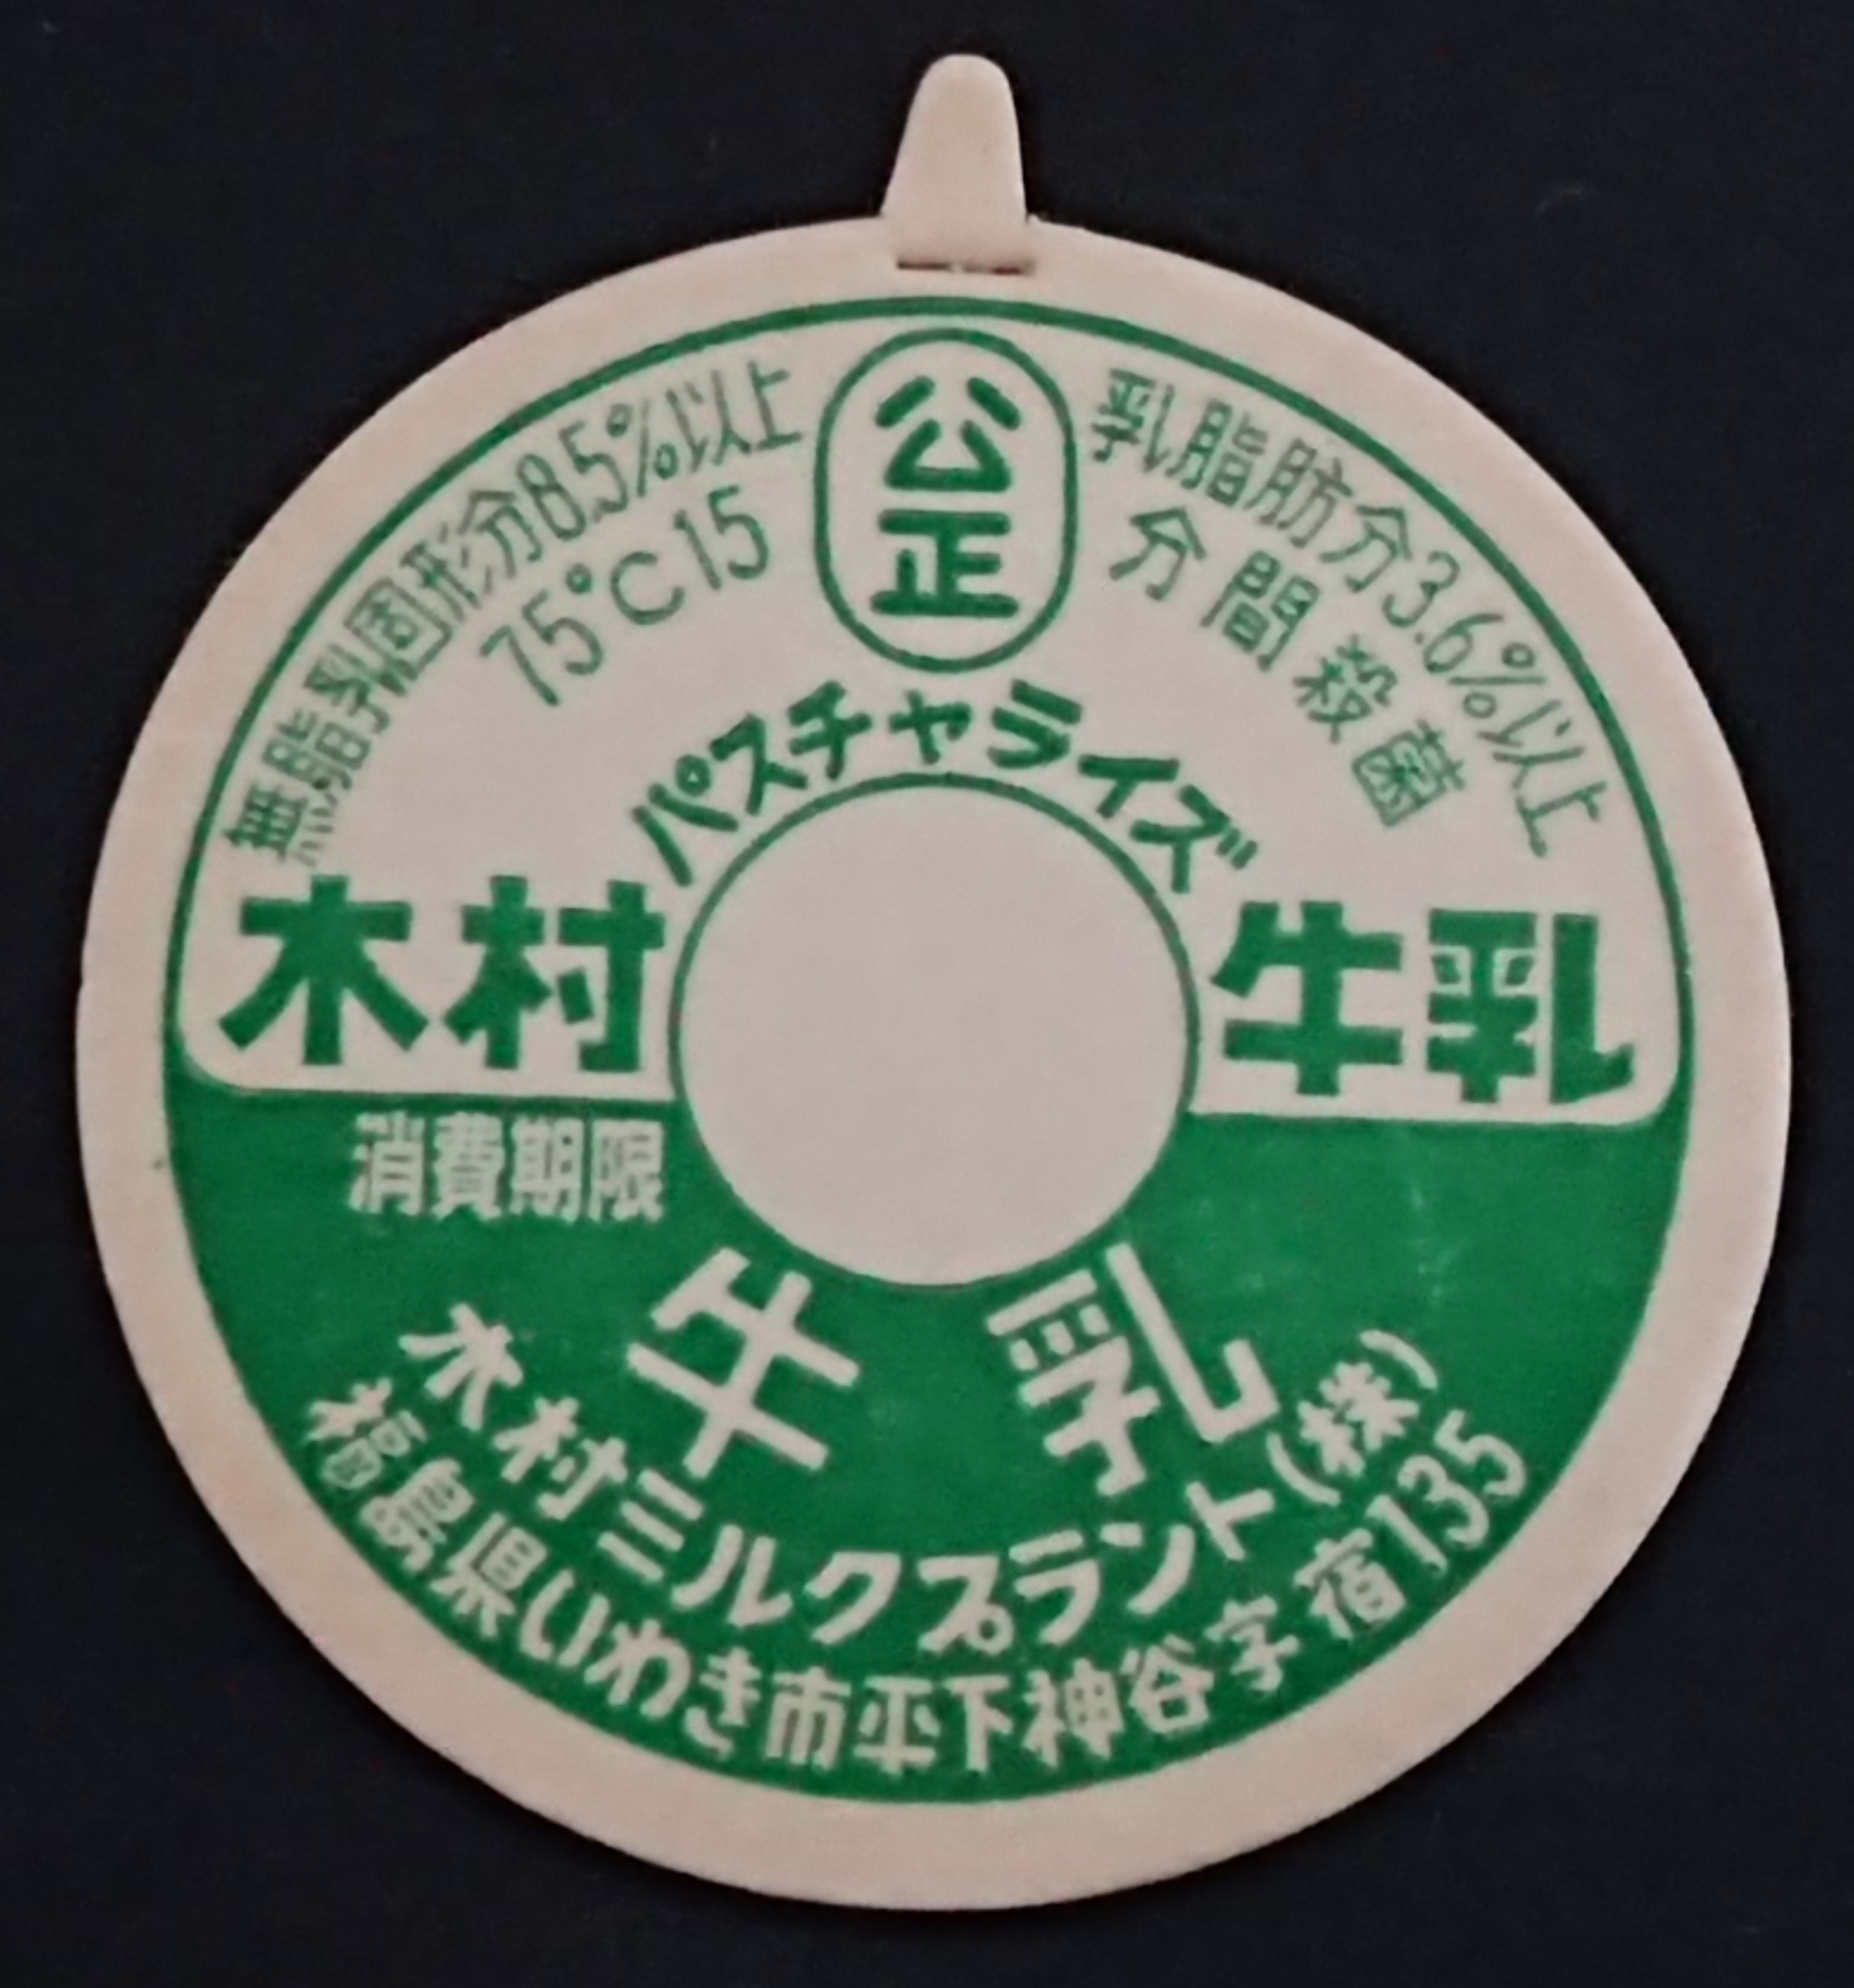 公正
無脂乳固形分8.5%以上
乳脂肪分3.6%以上
75°C15分間殺菌
パスチャライズ
木村牛乳
消費期限
牛乳
木村ミルクプラント(株)
福島県いわき市平下神谷字宿135